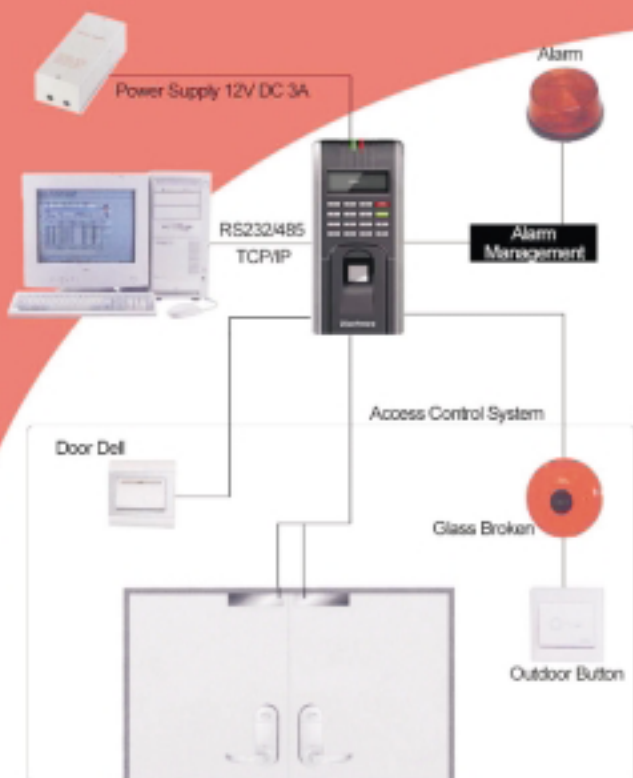 Alarm
Power Supply 12V DC 3A
RS232/485
TCP/IP
Alarm
Management
Access Control System
Door Dell
Glass Broken
Outdoor Button